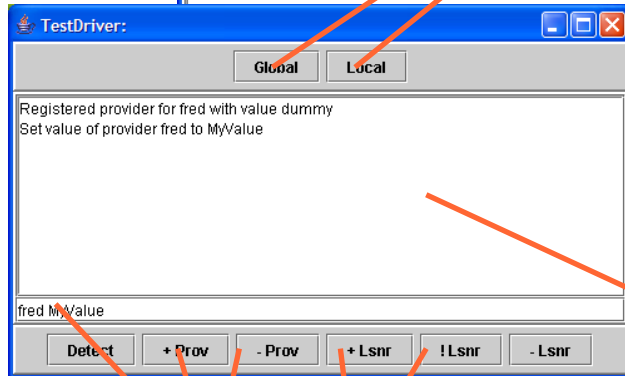 TestDriver:
Global Local
Registered provider for fred with value dummy
Set value of provider fred to MyValue
fred MyValue
Detect + Prov - Prov + Lsnr ! Lsnr - Lsnr